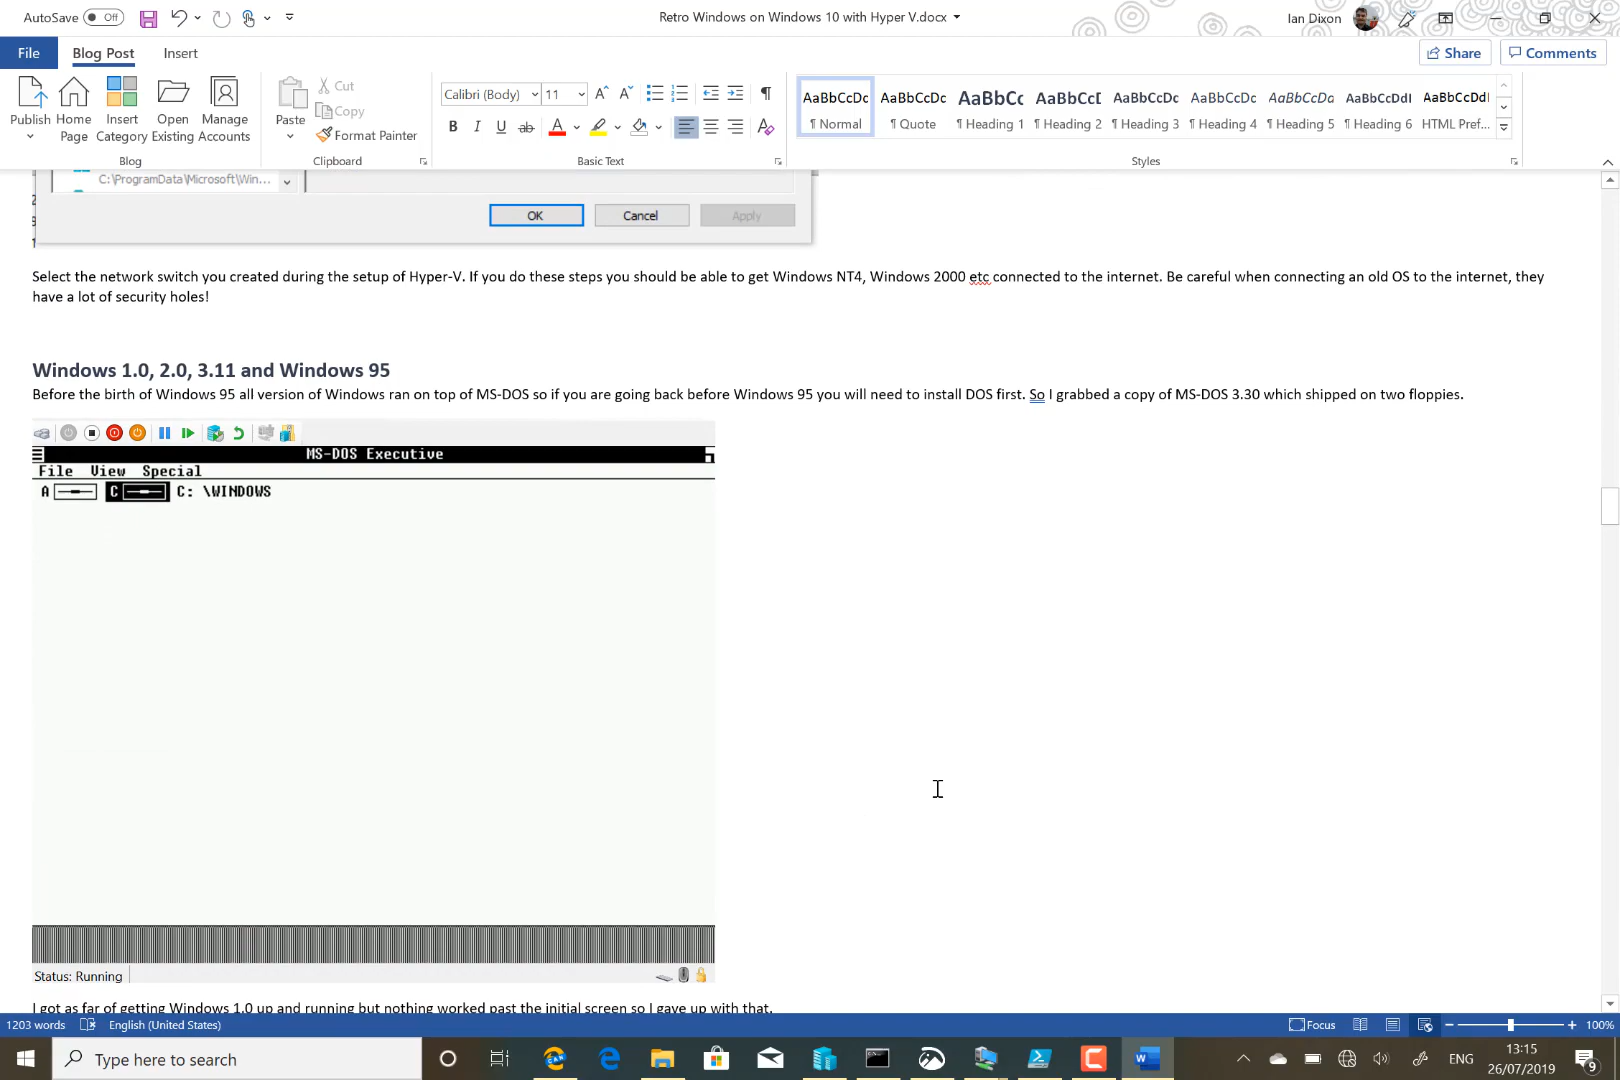 AutoSave Off
Retro Windows on Windows 10 with Hyper V.docx
Ian Dixon
File Blog Post Insert
Share Comments
Publish Home Page Insert Category Open Existing Manage Accounts
Blog
Paste Cut
Copy
Format Painter
Clipboard
Calibri (Body) 11
B I U ab A
Basic Text
AaBbCcDc AaBbCcDc AaBbCc AaBbCcD AaBbCcDc AaBbCcDc AaBbCcDc AaBbCcDdI AaBbCcDdI
¶ Normal ¶ Quote ¶ Heading 1 ¶ Heading 2 ¶ Heading 3 ¶ Heading 4 ¶ Heading 5 ¶ Heading 6 HTML Pref...
Styles
C:\ProgramData\Microsoft\Win...
OK Cancel Apply
Select the network switch you created during the setup of Hyper-V. If you do these steps you should be able to get Windows NT4, Windows 2000 etc connected to the internet. Be careful when connecting an old OS to the internet, they
have a lot of security holes!
Windows 1.0, 2.0, 3.11 and Windows 95
Before the birth of Windows 95 all version of Windows ran on top of MS-DOS so if you are going back before Windows 95 you will need to install DOS first. So I grabbed a copy of MS-DOS 3.30 which shipped on two floppies.
MS-DOS Executive
File View Special
A C C: \WINDOWS
Status: Running
I got as far of getting Windows 1.0 up and running but nothing worked past the initial screen so I gave up with that.
1203 words English (United States)
Focus 100%
Type here to search
ENG
13:15
26/07/2019
9